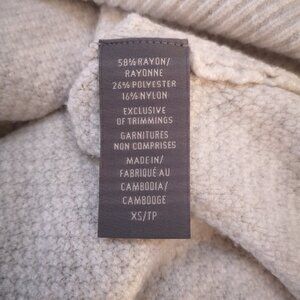 58% RAYON/
RAYONNE
26% POLYESTER
16% NYLON
EXCLUSIVE
OF TRIMMINGS
GARNITURES
NON COMPRISES
MADE IN/
FABRIQUÉ AU
CAMBODIA/
CAMBODGE
XS/TP